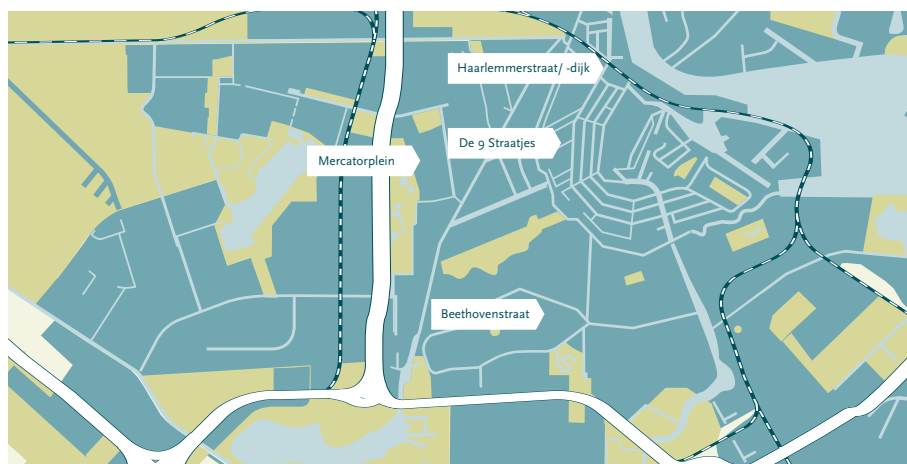 Haarlemmerstraat/ -dijk
De 9 Straatjes
Mercatorplein
Beethovenstraat